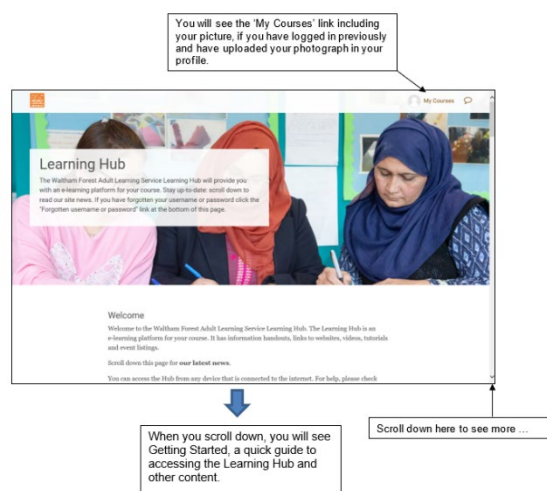 You will see the ‘My Courses’ link including
your picture, if you have logged in previously
and have uploaded your photograph in your
profile.
My Courses
Learning Hub
The Waltham Forest Adult Learning Service Learning Hub will provide you
with an e-learning platform for your course. Stay up-to-date: scroll down to
read our site news. If you have forgotten your username or password click the
"Forgotten username or password" link at the bottom of this page.
Welcome
Welcome to the Waltham Forest Adult Learning Service Learning Hub. The Learning Hub is an
e-learning platform for your course. It has information handouts, links to websites, videos, tutorials
and event listings.
Scroll down this page for our latest news.
You can access the Hub from any device that is connected to the internet. For help, please check
Scroll down here to see more ...
When you scroll down, you will see
Getting Started, a quick guide to
accessing the Learning Hub and
other content.